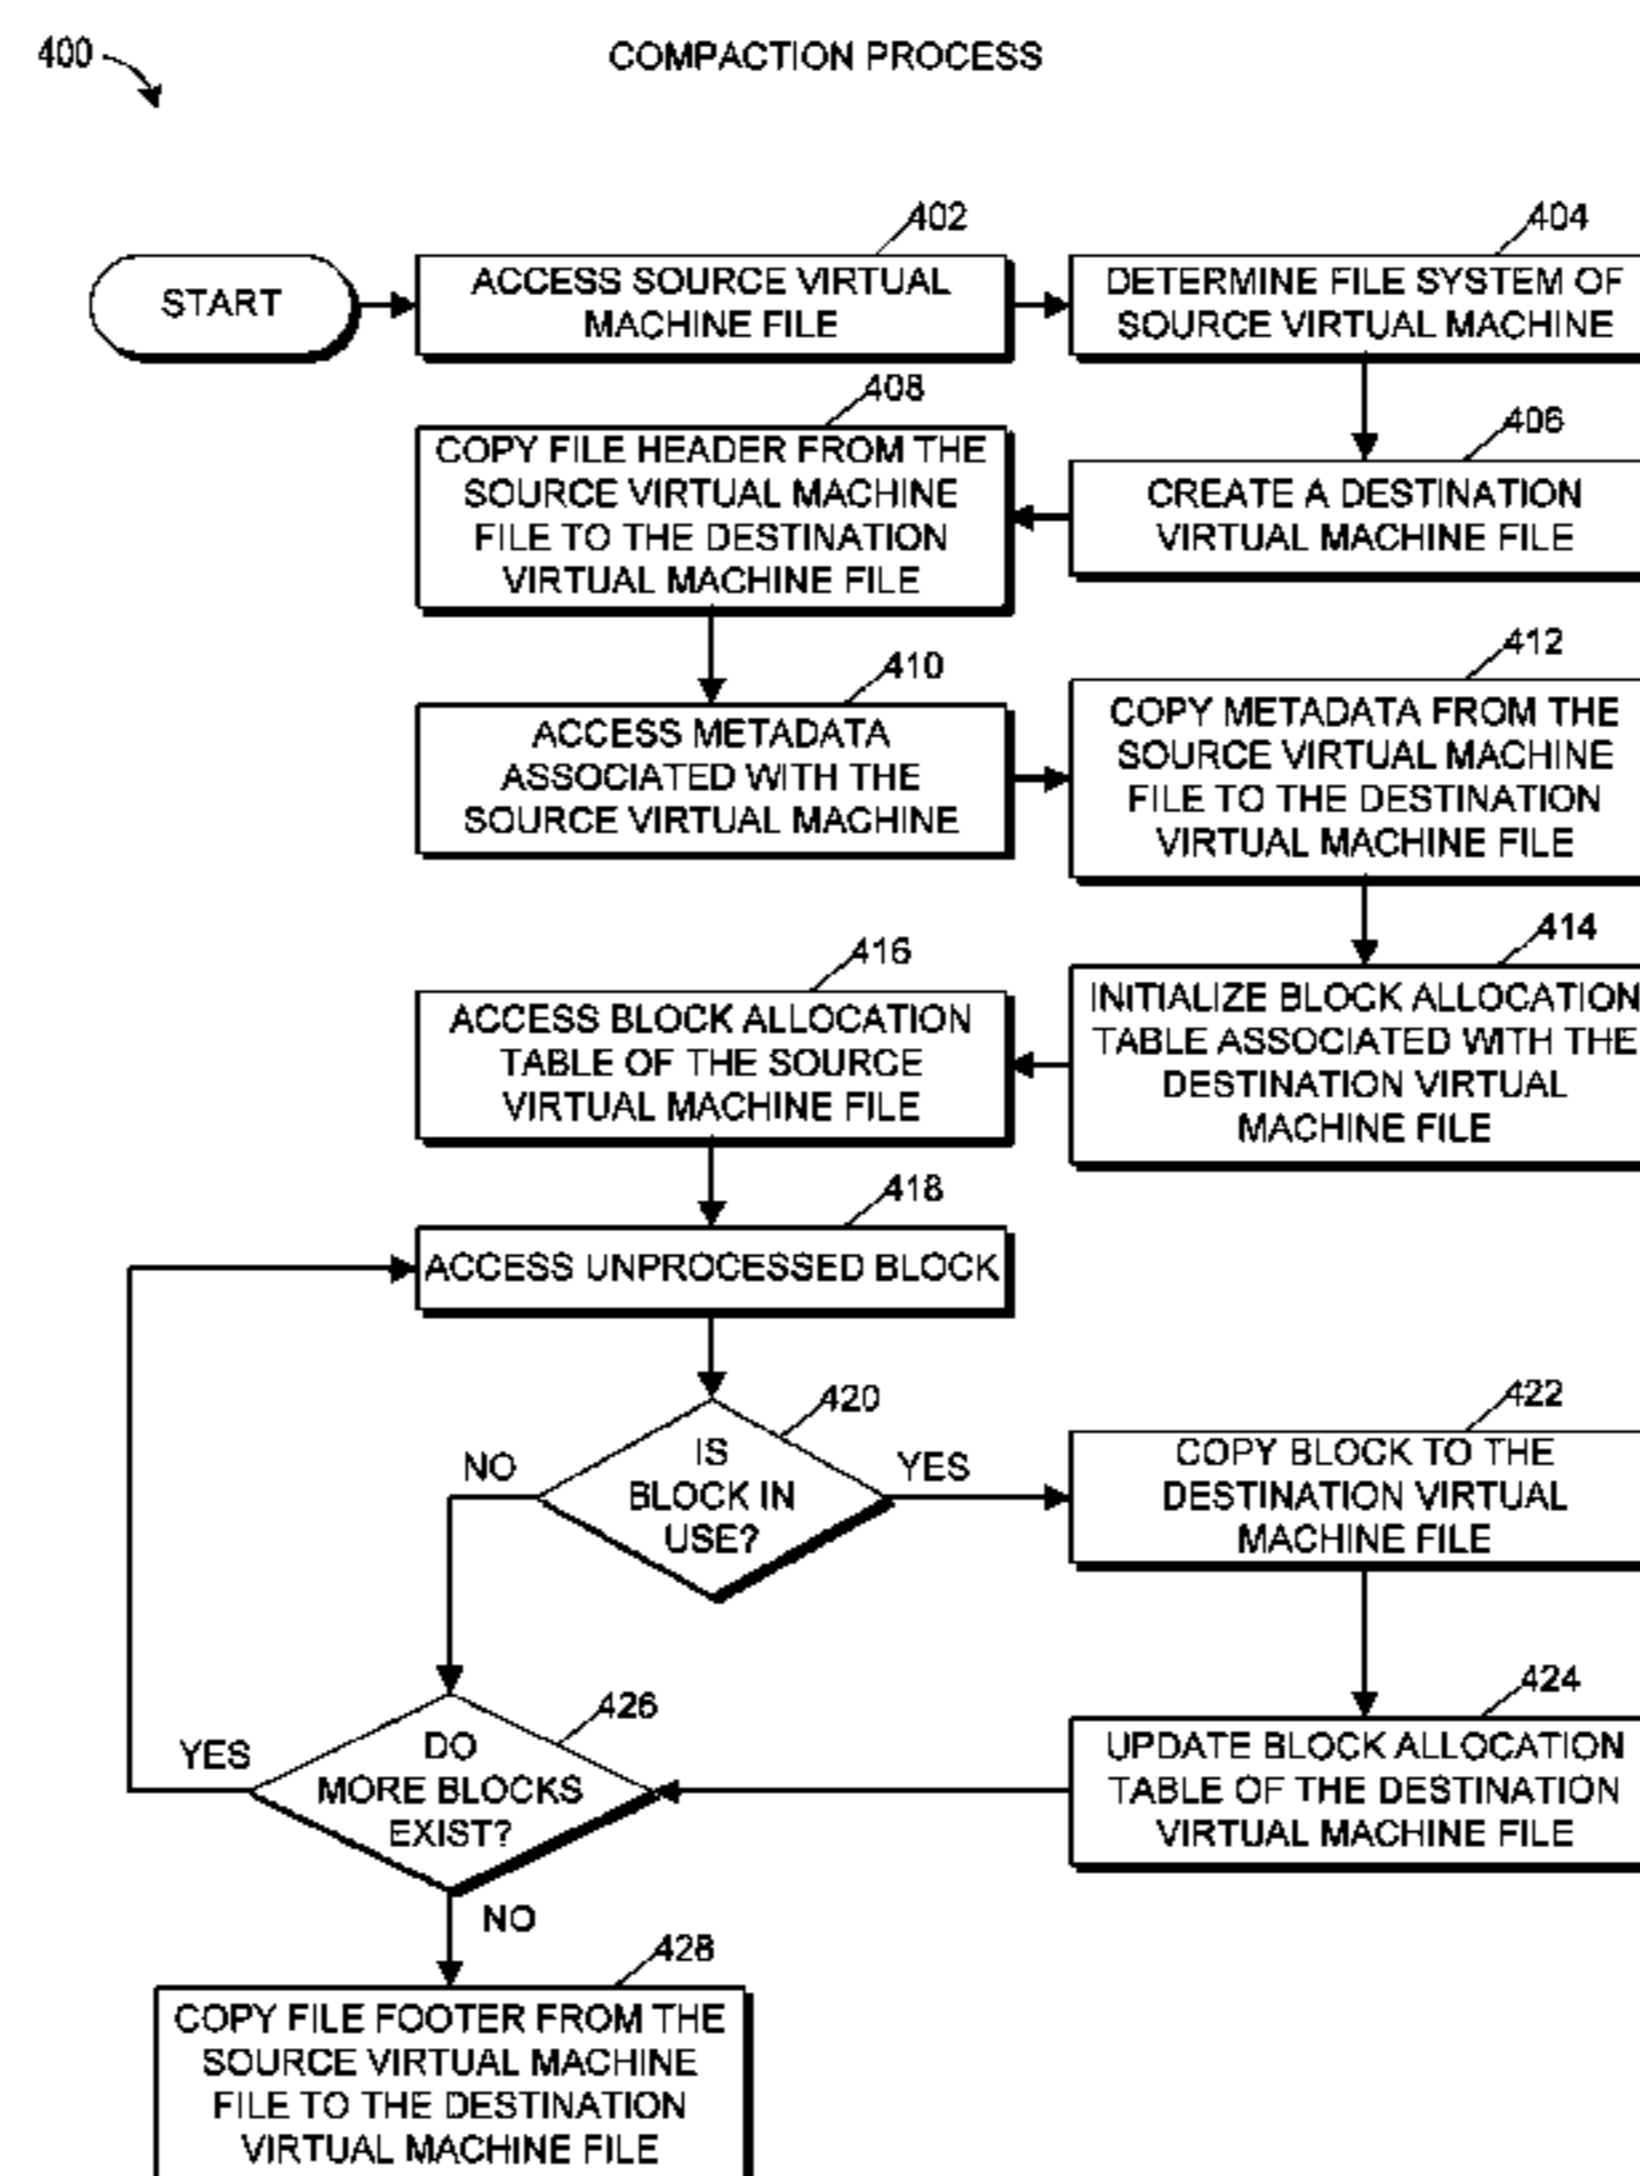 400
COMPACTION PROCESS
START
402
ACCESS SOURCE VIRTUAL
MACHINE FILE
404
DETERMINE FILE SYSTEM OF
SOURCE VIRTUAL MACHINE
406
CREATE A DESTINATION
VIRTUAL MACHINE FILE
408
COPY FILE HEADER FROM THE
SOURCE VIRTUAL MACHINE
FILE TO THE DESTINATION
VIRTUAL MACHINE FILE
410
ACCESS METADATA
ASSOCIATED WITH THE
SOURCE VIRTUAL MACHINE
412
COPY METADATA FROM THE
SOURCE VIRTUAL MACHINE
FILE TO THE DESTINATION
VIRTUAL MACHINE FILE
414
INITIALIZE BLOCK ALLOCATION
TABLE ASSOCIATED WITH THE
DESTINATION VIRTUAL
MACHINE FILE
416
ACCESS BLOCK ALLOCATION
TABLE OF THE SOURCE
VIRTUAL MACHINE FILE
418
ACCESS UNPROCESSED BLOCK
420
IS
BLOCK IN
USE?
NO
YES
422
COPY BLOCK TO THE
DESTINATION VIRTUAL
MACHINE FILE
424
UPDATE BLOCK ALLOCATION
TABLE OF THE DESTINATION
VIRTUAL MACHINE FILE
426
DO
MORE BLOCKS
EXIST?
YES
NO
428
COPY FILE FOOTER FROM THE
SOURCE VIRTUAL MACHINE
FILE TO THE DESTINATION
VIRTUAL MACHINE FILE